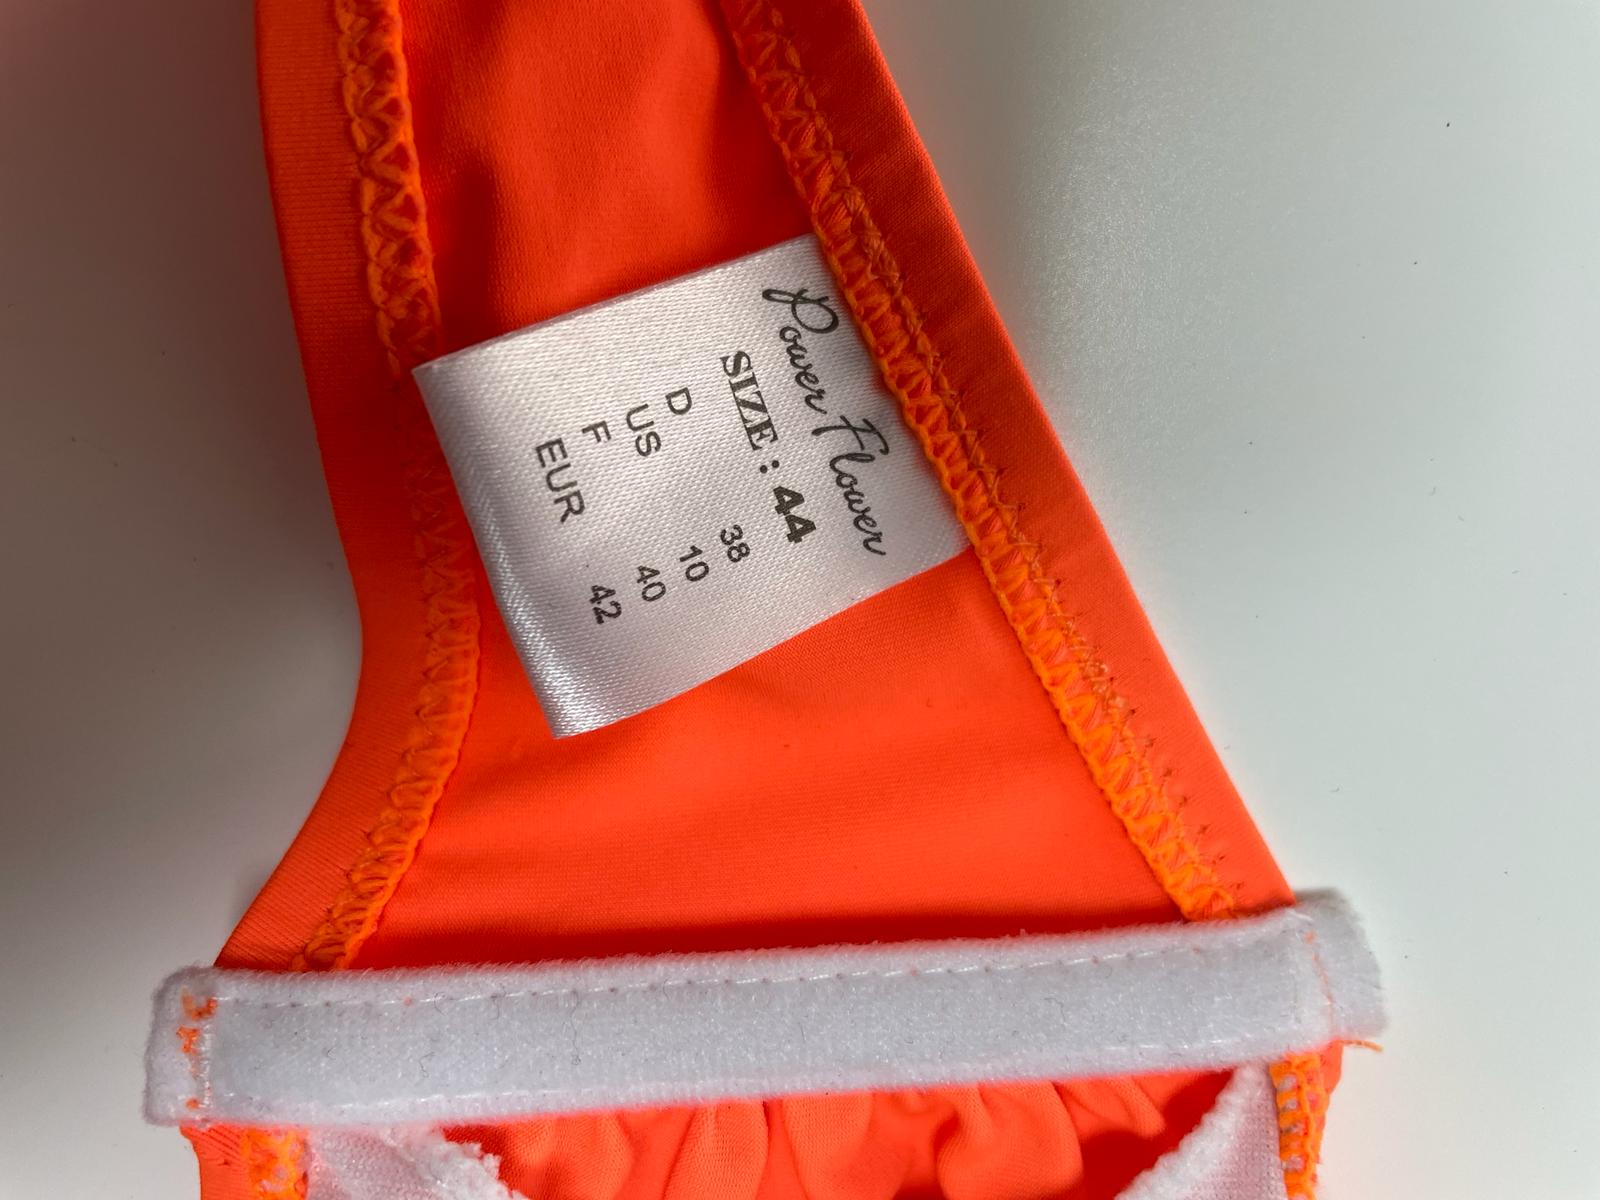 Power Flower
SIZE : 44
D 38
US 10
F 40
EUR 42